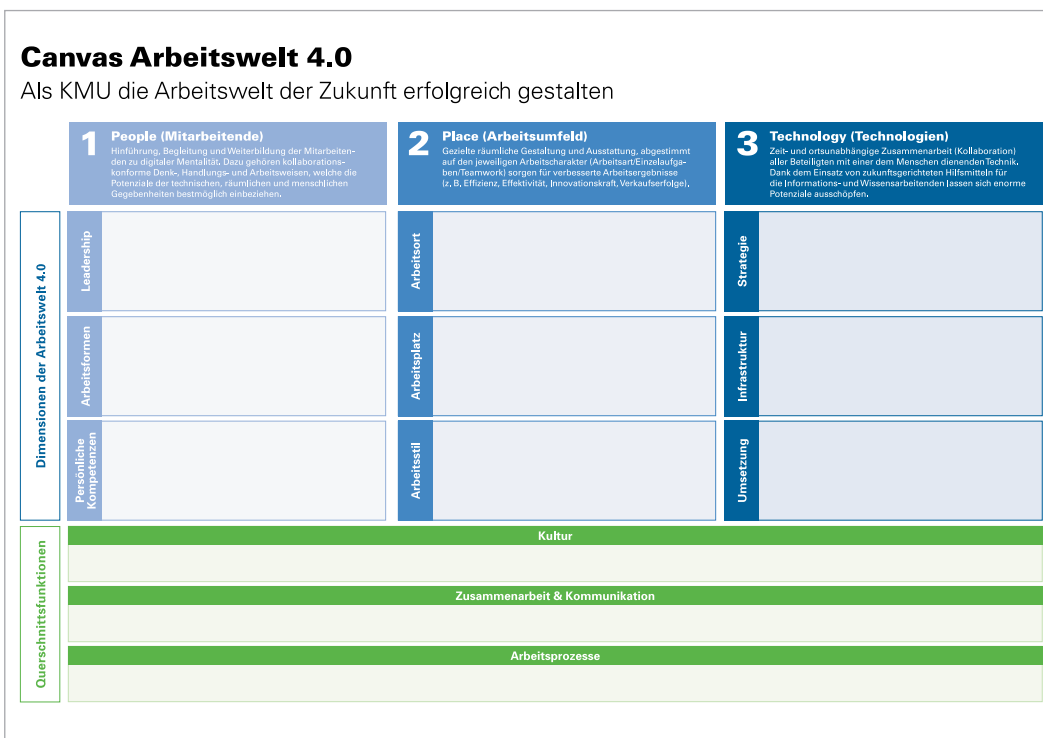 Canvas Arbeitswelt 4.0
Als KMU die Arbeitswelt der Zukunft erfolgreich gestalten
1
People (Mitarbeitende)
Hinführung, Begleitung und Weiterbildung der Mitarbeiten-
den zu digitaler Mentalität. Dazu gehören kollaborations-
konforme Denk-, Handlungs- und Arbeitsweisen, welche die
Potenziale der technischen, räumlichen und menschlichen
Gegebenheiten bestmöglich einbeziehen.
2
Place (Arbeitsumfeld)
Gezielte räumliche Gestaltung und Ausstattung, abgestimmt
auf den jeweiligen Arbeitscharakter (Arbeitsart/Einzelaufga-
ben/Teamwork) sorgen für verbesserte Arbeitsergebnisse
(z. B. Effizienz, Effektivität, Innovationskraft, Verkaufserfolge).
3
Technology (Technologien)
Zeit- und ortsunabhängige Zusammenarbeit (Kollaboration)
aller Beteiligten mit einer dem Menschen dienenden Technik.
Dank dem Einsatz von zukunftsgerichteten Hilfsmitteln für
die Informations- und Wissensarbeitenden lassen sich enorme
Potenziale ausschöpfen.
Dimensionen der Arbeitswelt 4.0
Leadership
Arbeitsort
Strategie
Arbeitsformen
Arbeitsplatz
Infrastruktur
Persönliche
Kompetenzen
Arbeitsstil
Umsetzung
Querschnittsfunktionen
Kultur
Zusammenarbeit & Kommunikation
Arbeitsprozesse